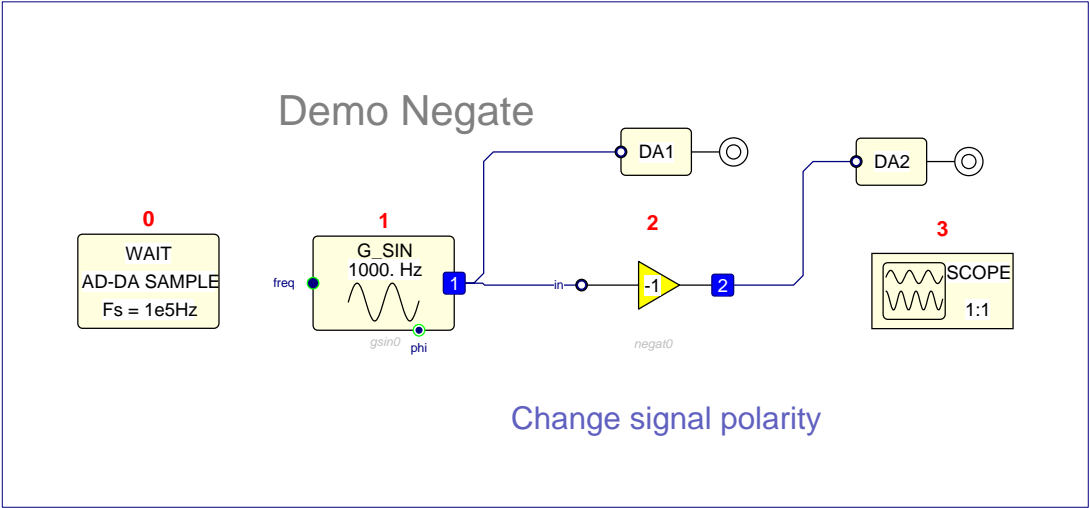 Demo Negate
DA1
DA2
0
1
2
3
WAIT
AD-DA SAMPLE
Fs = 1e5Hz
G_SIN
1000. Hz
freq
1
phi
gsin0
in
-1
2
negat0
SCOPE
1:1
Change signal polarity